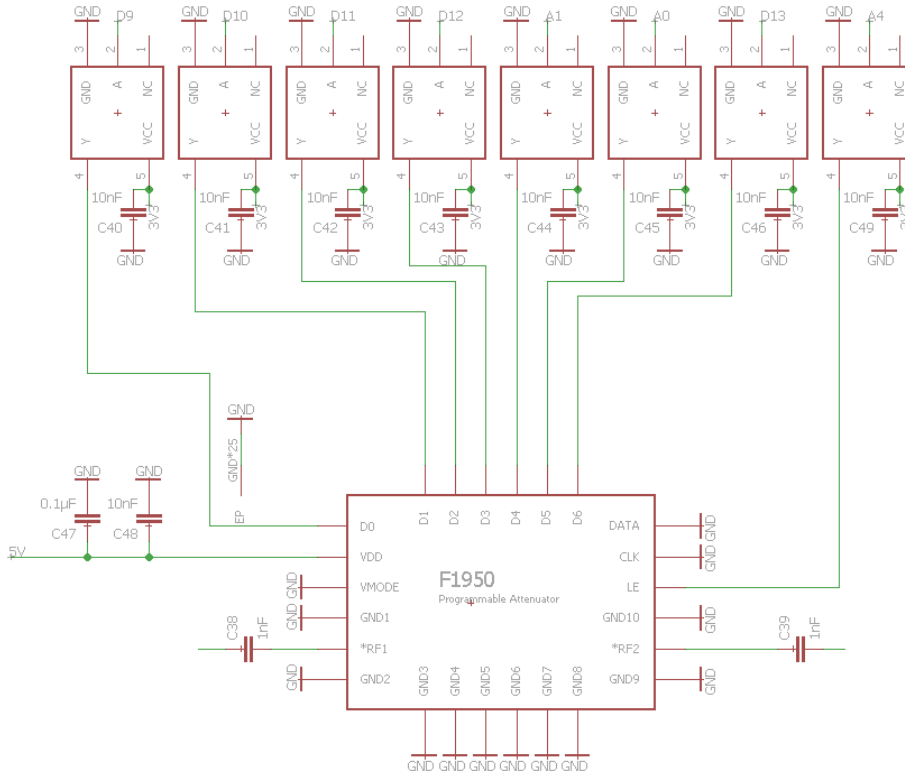 GND D9 GND D10 GND D11 GND D12 GND A1 GND A0 GND D13 GND A4
3 2 1 3 2 1 3 2 1 3 2 1 3 2 1 3 2 1 3 2 1 3 2 1
GND A NC GND A NC GND A NC GND A NC GND A NC GND A NC GND A NC GND A NC
Y VCC Y VCC Y VCC Y VCC Y VCC Y VCC Y VCC Y VCC
4 5 4 5 4 5 4 5 4 5 4 5 4 5 4 5
10nF 10nF 10nF 10nF 10nF 10nF 10nF 10nF
C40 3V3 C41 3V3 C42 3V3 C43 3V3 C44 3V3 C45 3V3 C46 3V3 C49
GND GND GND GND GND GND GND GND
GND
GND*25
EP
GND GND
0.1µF 10nF
C47 C48
5V
D1 D2 D3 D4 D5 D6
D0 DATA GND
VDD CLK GND
F1950
Programmable Attenuator
GND VMODE LE
GND GND1 GND10 GND
C38 1nF *RF1 *RF2 C39 1nF
GND GND2 GND9 GND
GND3 GND4 GND5 GND6 GND7 GND8
GND GND GND GND GND GND